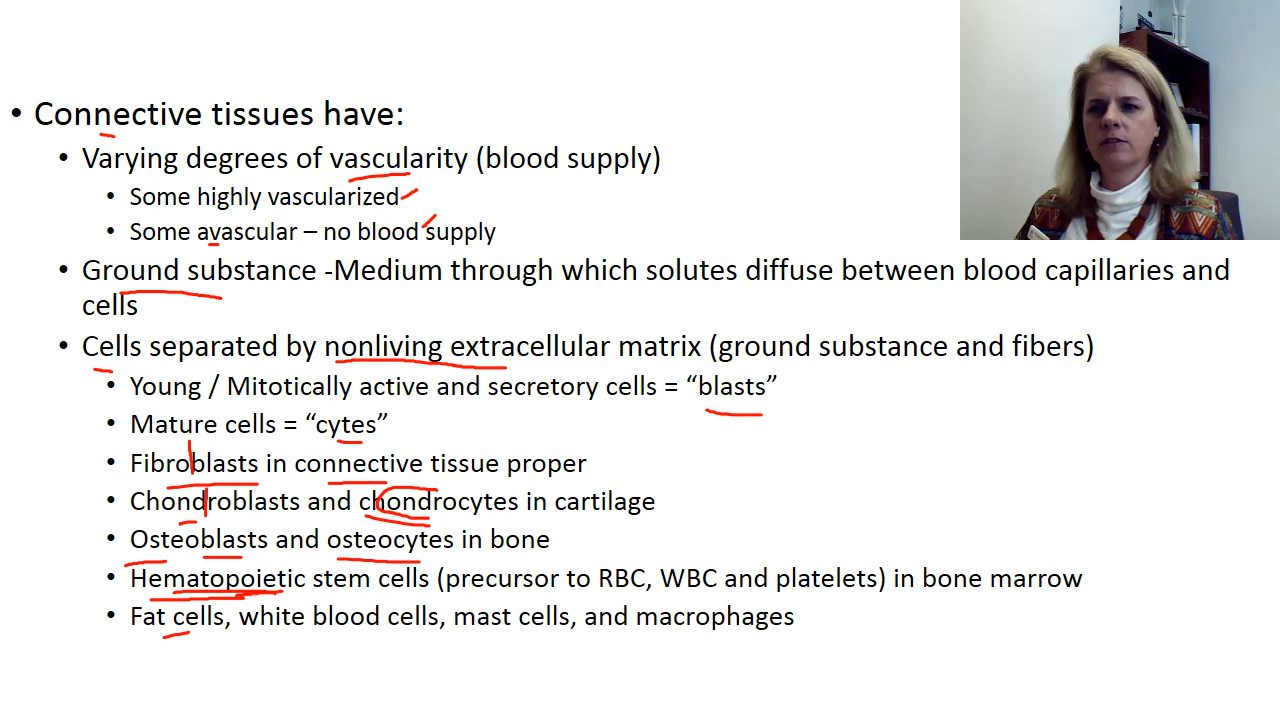 • Connective tissues have:
• Varying degrees of vascularity (blood supply)
• Some highly vascularized
• Some avascular – no blood supply
• Ground substance -Medium through which solutes diffuse between blood capillaries and
cells
• Cells separated by nonliving extracellular matrix (ground substance and fibers)
• Young / Mitotically active and secretory cells = “blasts”
• Mature cells = “cytes”
• Fibroblasts in connective tissue proper
• Chondroblasts and chondrocytes in cartilage
• Osteoblasts and osteocytes in bone
• Hematopoietic stem cells (precursor to RBC, WBC and platelets) in bone marrow
• Fat cells, white blood cells, mast cells, and macrophages